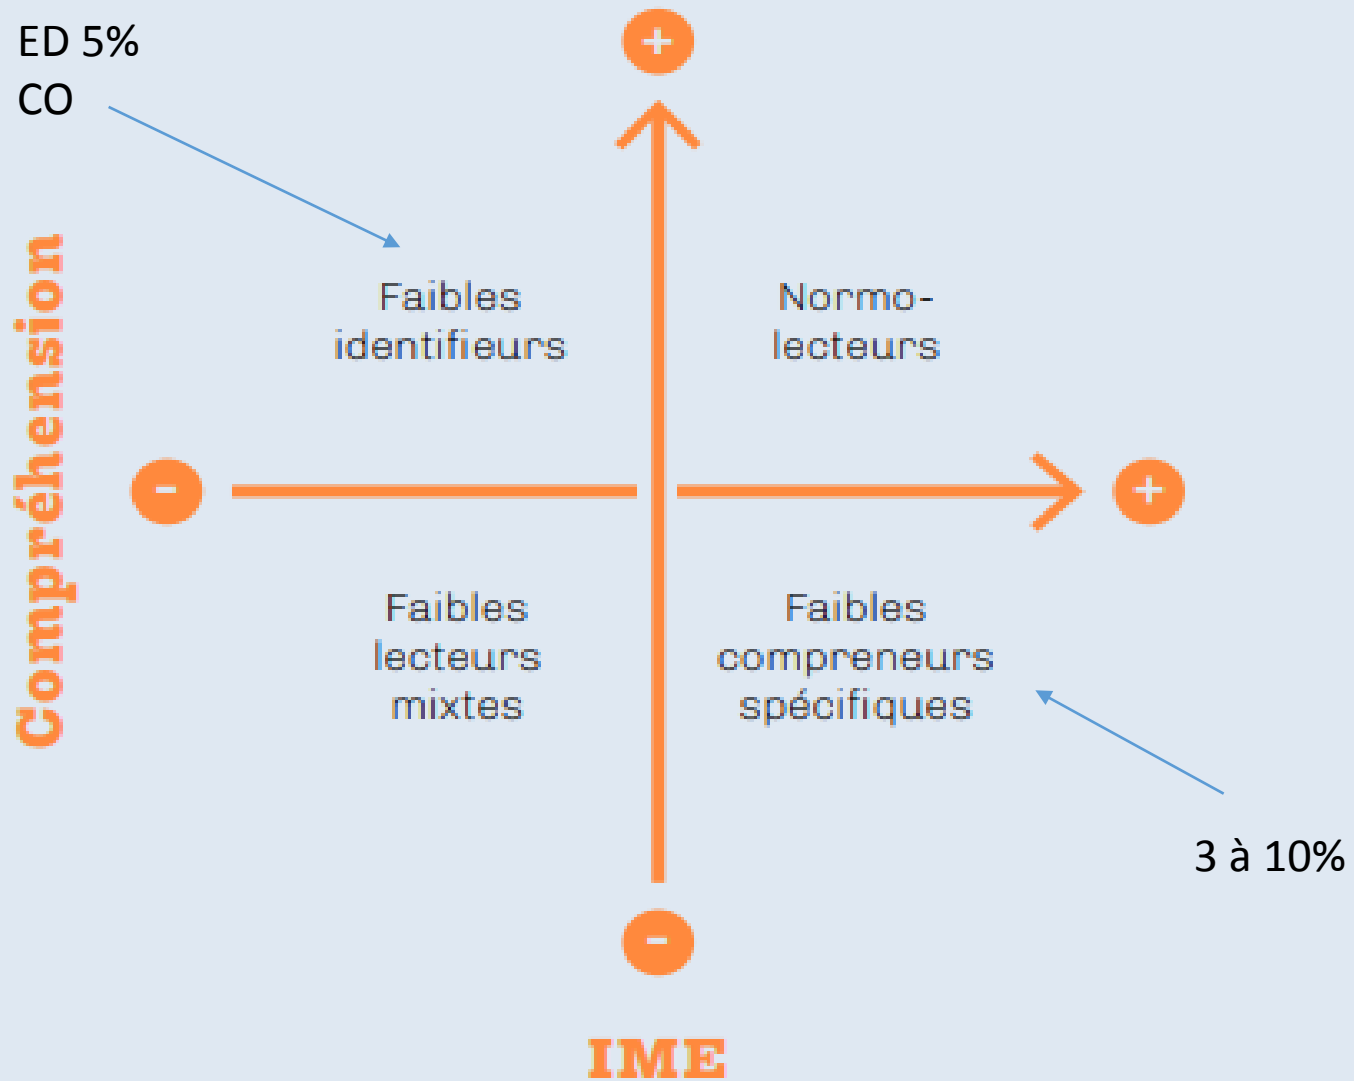 ED 5%
CO
+
Faibles
identifieurs
Normo-
lecteurs
Compréhension
-
+
Faibles
lecteurs
mixtes
Faibles
compreneurs
spécifiques
3 à 10%
-
IME